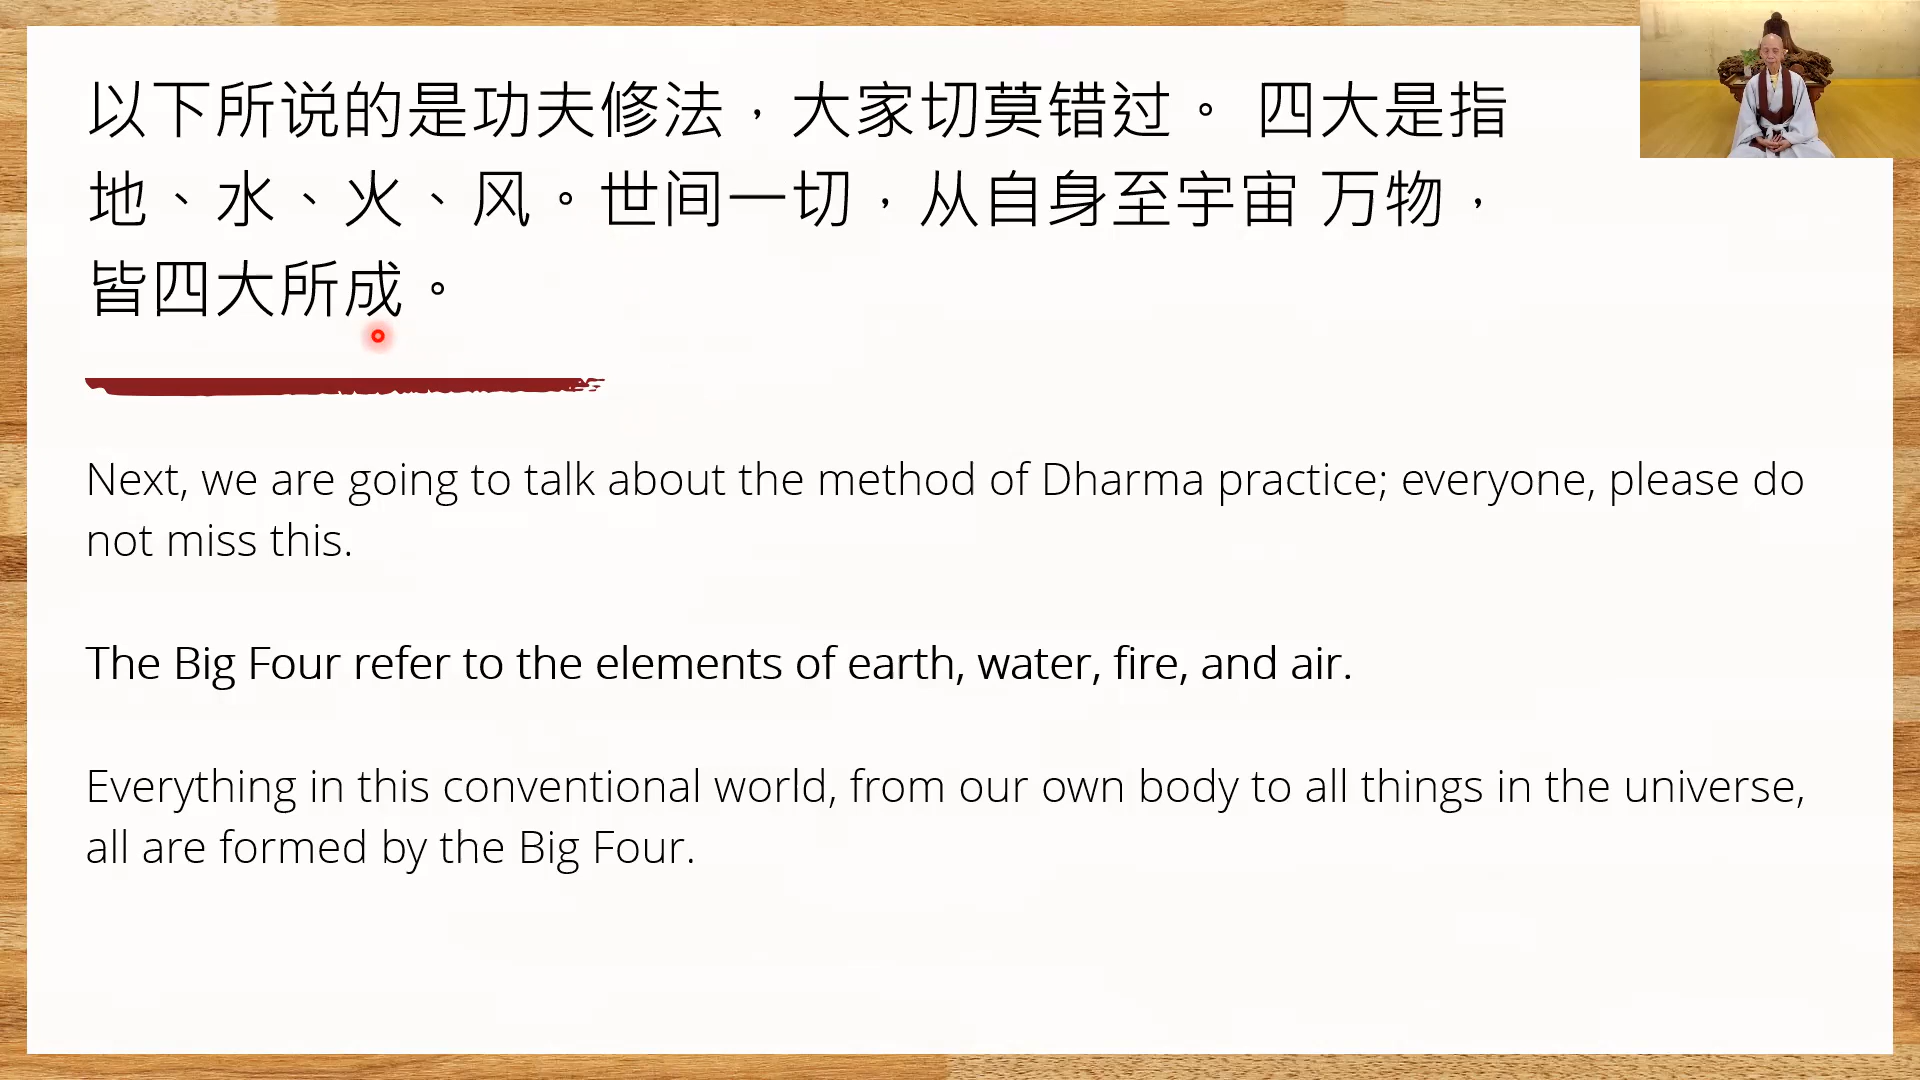 以下所说的是功夫修法，大家切莫错过。 四大是指
地、水、火、风。世间一切，从自身至宇宙 万物，
皆四大所成。
Next, we are going to talk about the method of Dharma practice; everyone, please do
not miss this.
The Big Four refer to the elements of earth, water, fire, and air.
Everything in this conventional world, from our own body to all things in the universe,
all are formed by the Big Four.